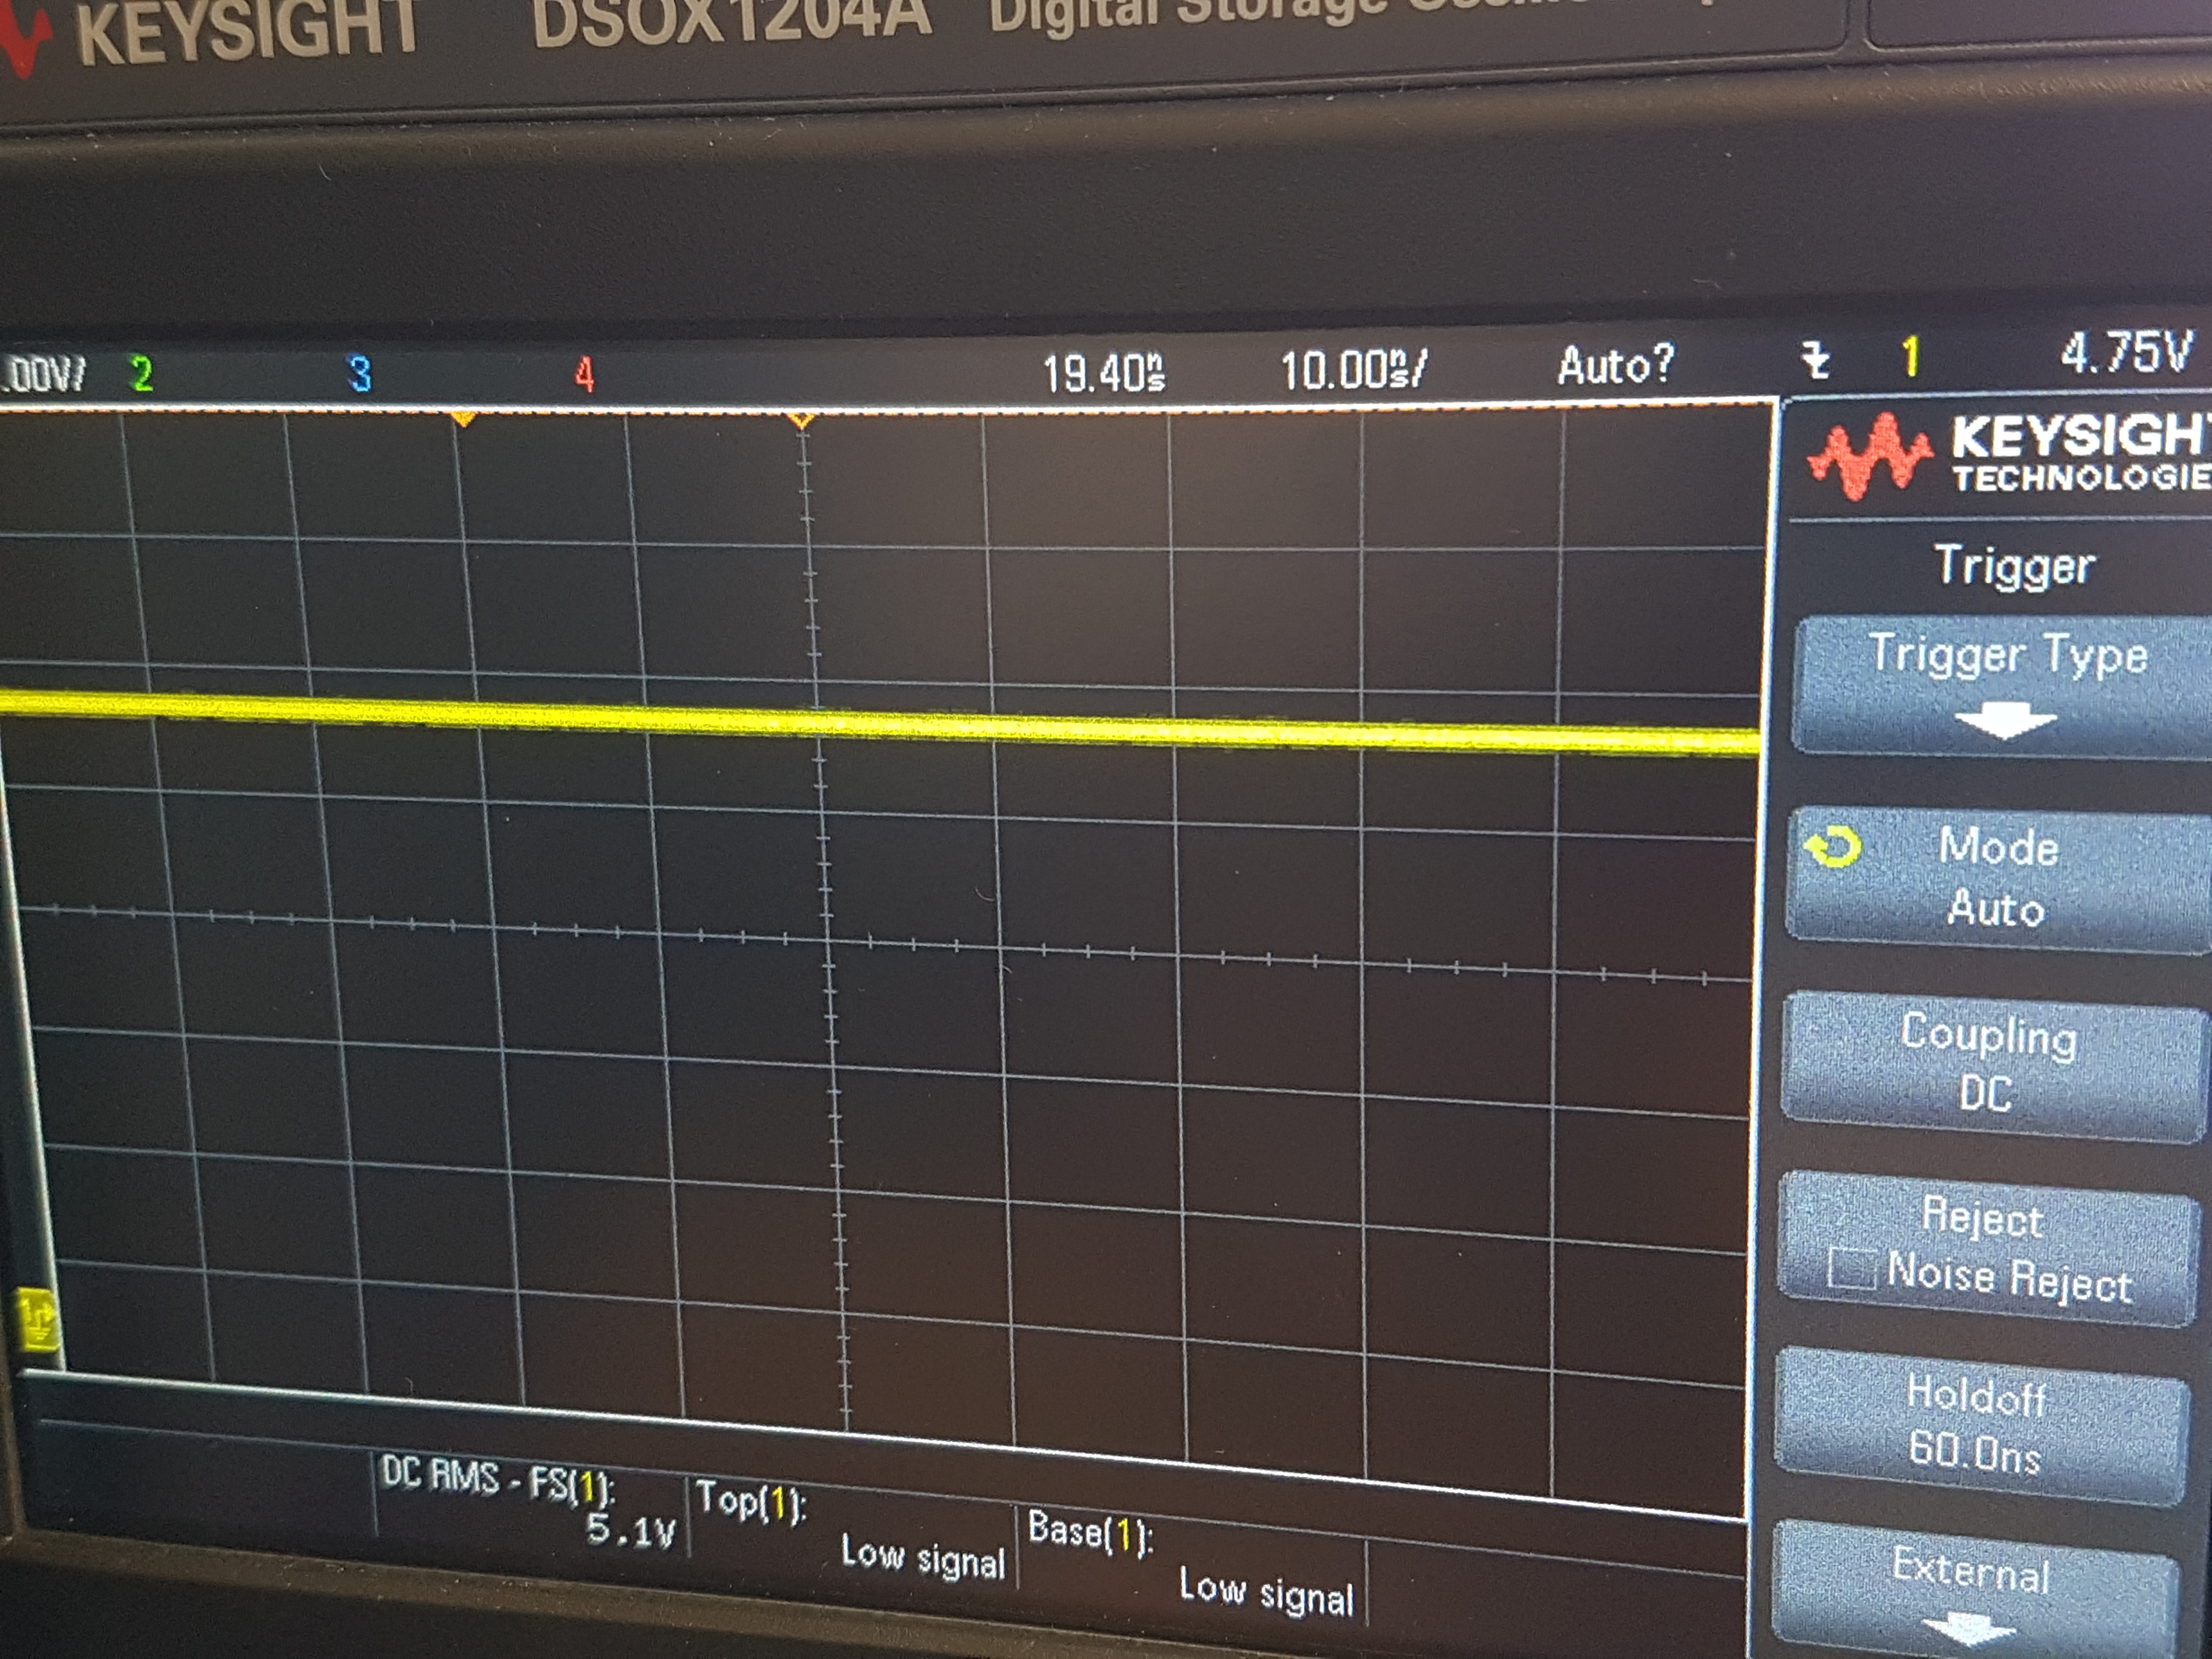 KEYSIGHT DSOX1204A Digital Storage
.00V/ 2 3 4 19.40ns 10.00ns/ Auto? 1 4.75V
KEYSIGHT
TECHNOLOGIE
Trigger
Trigger Type
Mode
Auto
Coupling
DC
Reject
Noise Reject
Holdoff
60.0ns
External
DC RMS - FS(1):
5.1V
Top(1):
Low signal
Base(1):
Low signal